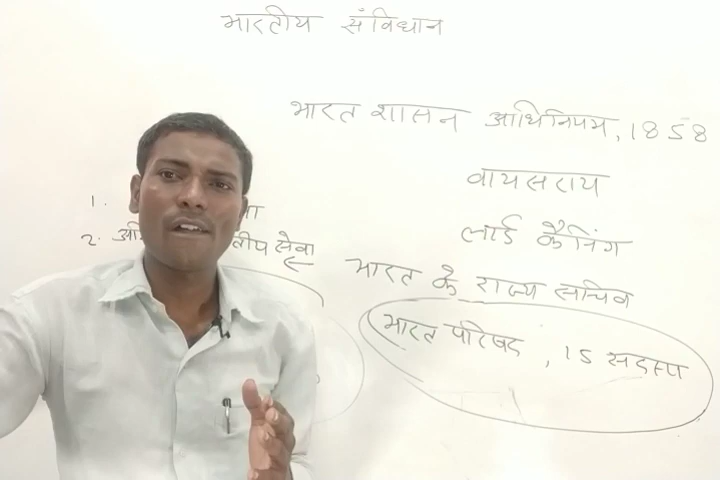 भारतीय संविधान
भारत शासन अधिनियम, 1858
वायसराय
लार्ड कैनिंग
भारत के राज्य सचिव
भारत परिषद, 15 सदस्य
1.
2. सेवा